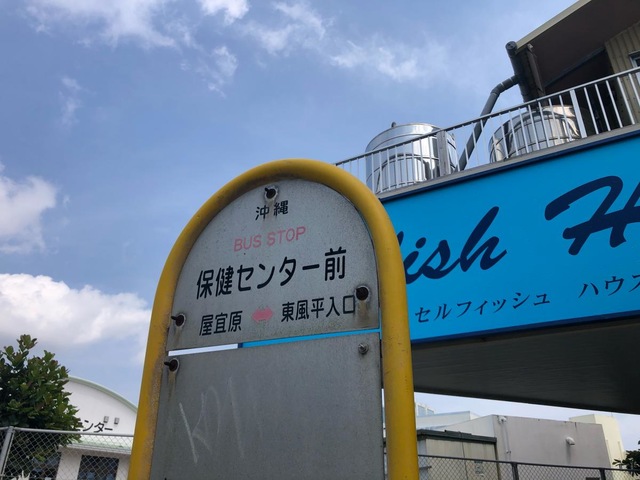 沖縄
BUS STOP
保健センター前
屋宜原 ⇔ 東風平入口
ish H
セルフィッシュ ハウス
ンター